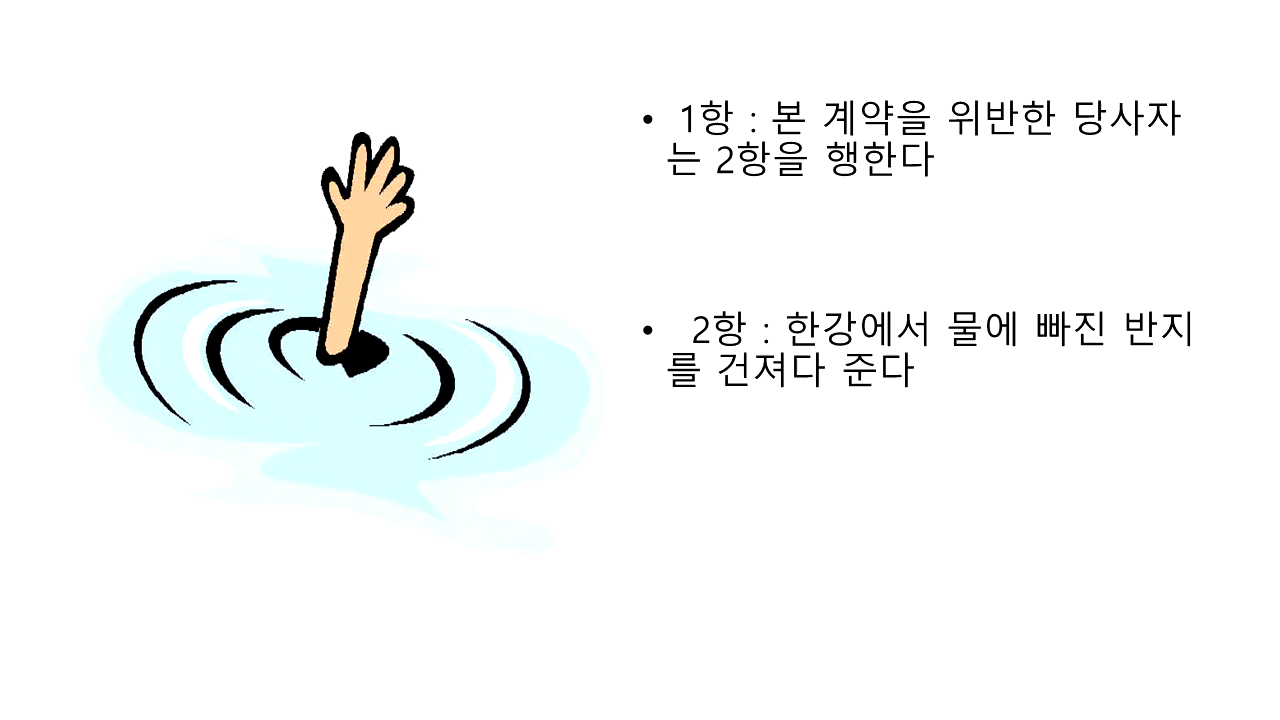 • 1항 : 본 계약을 위반한 당사자
는 2항을 행한다
• 2항 : 한강에서 물에 빠진 반지
를 건져다 준다